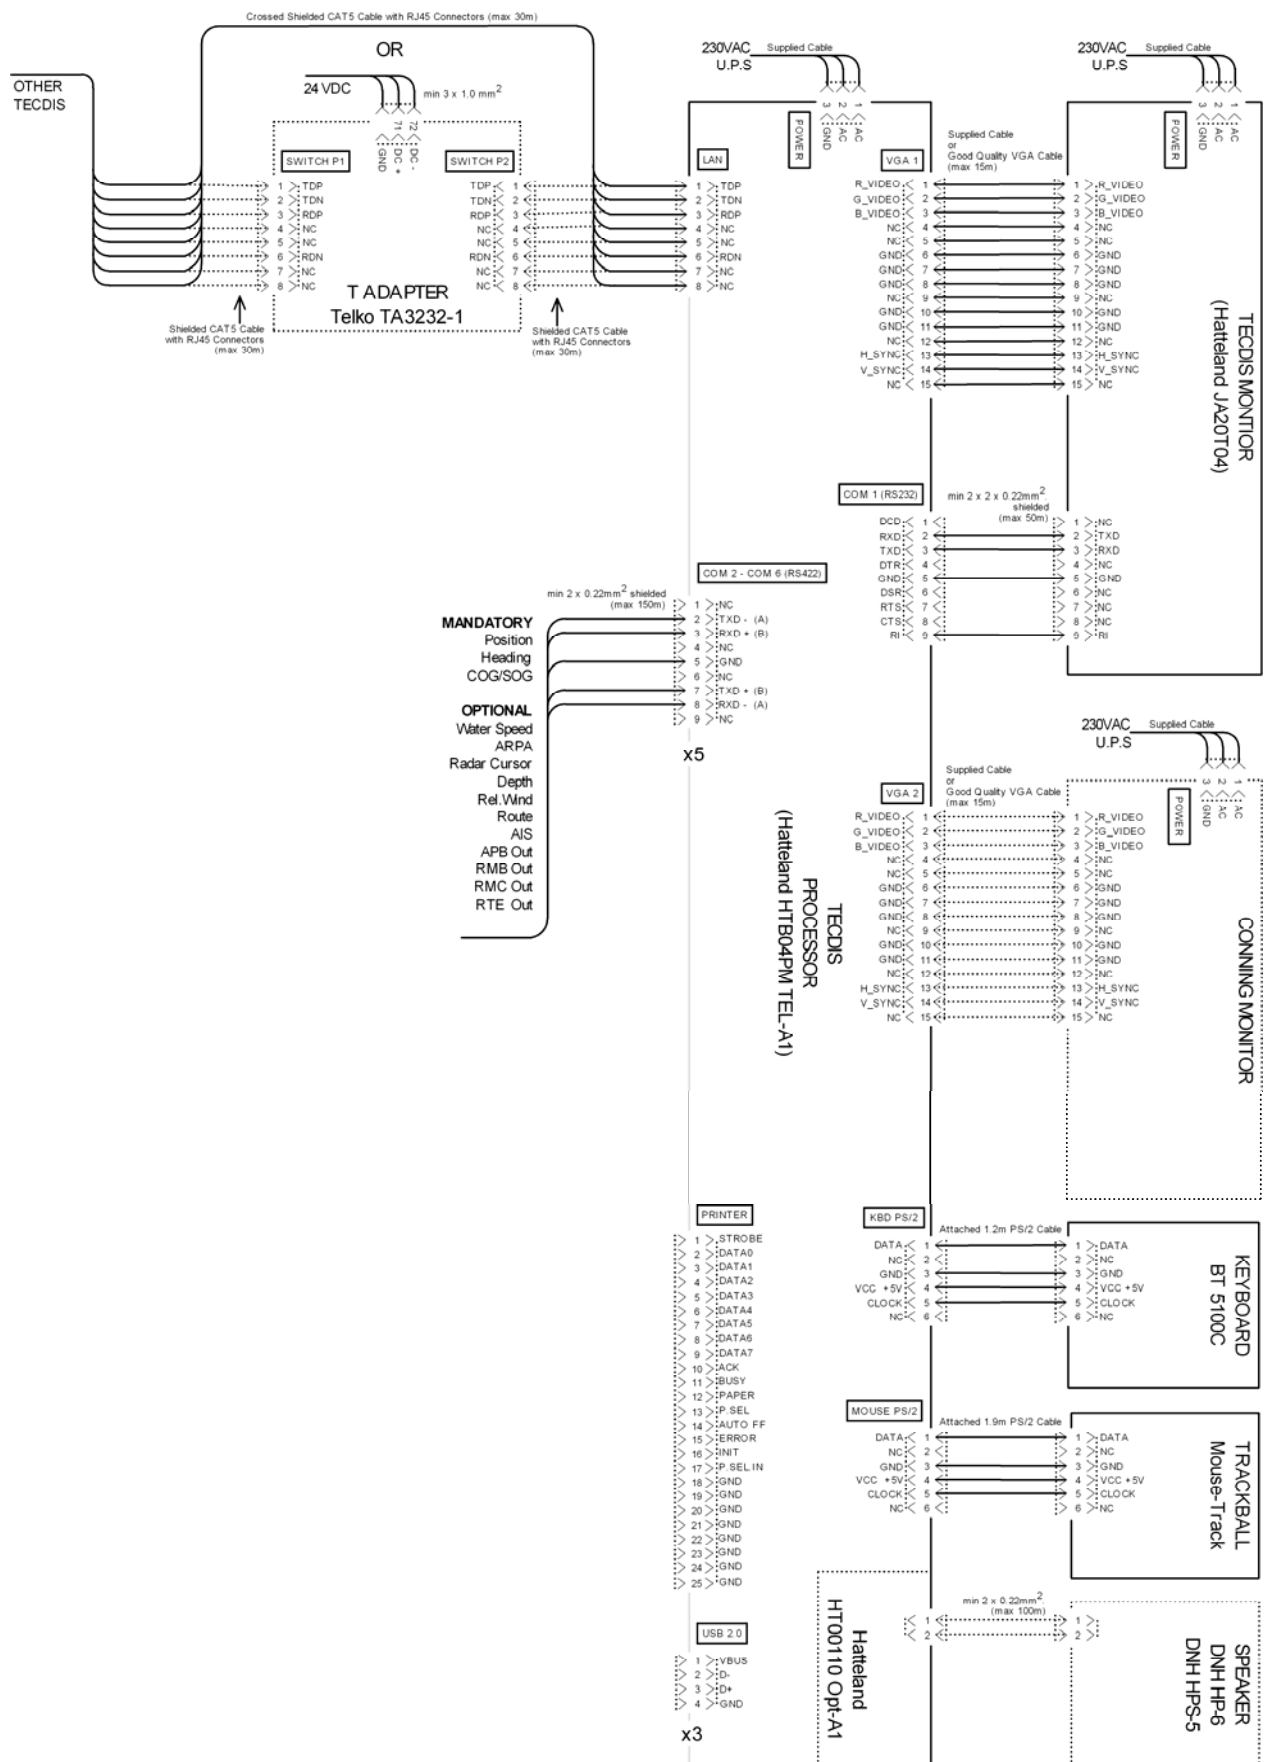 Crossed Shielded CAT5 Cable with RJ45 Connectors (max 30m)
OR
OTHER
TECDIS
24 VDC
min 3 x 1.0 mm2
71
72
GND
DC +
DC -
SWITCH P1
SWITCH P2
1 TDP
2 TDN
3 RDP
4 NC
5 NC
6 RDN
7 NC
8 NC
TDP 1
TDN 2
RDP 3
NC 4
NC 5
RDN 6
NC 7
NC 8
T ADAPTER
Telko TA3232-1
Shielded CAT5 Cable
with RJ45 Connectors
(max 30m)
Shielded CAT5 Cable
with RJ45 Connectors
(max 30m)
LAN
1 TDP
2 TDN
3 RDP
4 NC
5 NC
6 RDN
7 NC
8 NC
230VAC
U.P.S
Supplied Cable
3 2 1
GND AC AC
POWER
230VAC
U.P.S
Supplied Cable
3 2 1
GND AC AC
POWER
VGA 1
Supplied Cable
or
Good Quality VGA Cable
(max 15m)
R_VIDEO 1 1 R_VIDEO
G_VIDEO 2 2 G_VIDEO
B_VIDEO 3 3 B_VIDEO
NC 4 4 NC
NC 5 5 NC
GND 6 6 GND
GND 7 7 GND
GND 8 8 GND
NC 9 9 NC
GND 10 10 GND
GND 11 11 GND
NC 12 12 NC
H_SYNC 13 13 H_SYNC
V_SYNC 14 14 V_SYNC
NC 15 15 NC
TECDIS MONTIOR
(Hatteland JA20T04)
COM 1 (RS232)
min 2 x 2 x 0.22mm2.
shielded
(max 50m)
DCD 1 1 NC
RXD 2 2 TXD
TXD 3 3 RXD
DTR 4 4 NC
GND 5 5 GND
DSR 6 6 NC
RTS 7 7 NC
CTS 8 8 NC
RI 9 9 RI
COM 2 - COM 6 (RS422)
min 2 x 0.22mm2 shielded
(max 150m)
1 NC
2 TXD - (A)
3 RXD + (B)
4 NC
5 GND
6 NC
7 TXD + (B)
8 RXD - (A)
9 NC
x5
MANDATORY
Position
Heading
COG/SOG
OPTIONAL
Water Speed
ARPA
Radar Cursor
Depth
Rel.Wind
Route
AIS
APB Out
RMB Out
RMC Out
RTE Out
TECDIS
PROCESSOR
(Hatteland HTB04PM TEL-A1)
230VAC
U.P.S
Supplied Cable
3 2 1
GND AC AC
POWER
VGA 2
Supplied Cable
or
Good Quality VGA Cable
(max 15m)
R_VIDEO 1 1 R_VIDEO
G_VIDEO 2 2 G_VIDEO
B_VIDEO 3 3 B_VIDEO
NC 4 4 NC
NC 5 5 NC
GND 6 6 GND
GND 7 7 GND
GND 8 8 GND
NC 9 9 NC
GND 10 10 GND
GND 11 11 GND
NC 12 12 NC
H_SYNC 13 13 H_SYNC
V_SYNC 14 14 V_SYNC
NC 15 15 NC
CONNING MONITOR
PRINTER
1 STROBE
2 DATA0
3 DATA1
4 DATA2
5 DATA3
6 DATA4
7 DATA5
8 DATA6
9 DATA7
10 ACK
11 BUSY
12 PAPER
13 P.SEL
14 AUTO FF
15 ERROR
16 INIT
17 P.SEL.IN
18 GND
19 GND
20 GND
21 GND
22 GND
23 GND
24 GND
25 GND
KBD PS/2
Attached 1.2m PS/2 Cable
DATA 1 1 DATA
NC 2 2 NC
GND 3 3 GND
VCC +5V 4 4 VCC +5V
CLOCK 5 5 CLOCK
NC 6 6 NC
KEYBOARD
BT 5100C
MOUSE PS/2
Attached 1.9m PS/2 Cable
DATA 1 1 DATA
NC 2 2 NC
GND 3 3 GND
VCC +5V 4 4 VCC +5V
CLOCK 5 5 CLOCK
NC 6 6 NC
TRACKBALL
Mouse-Track
USB 2.0
1 VBUS
2 D-
3 D+
4 GND
x3
Hatteland
HT00110 Opt-A1
min 2 x 0.22mm2.
(max 100m)
1 1
2 2
SPEAKER
DNH HP-6
DNH HPS-5